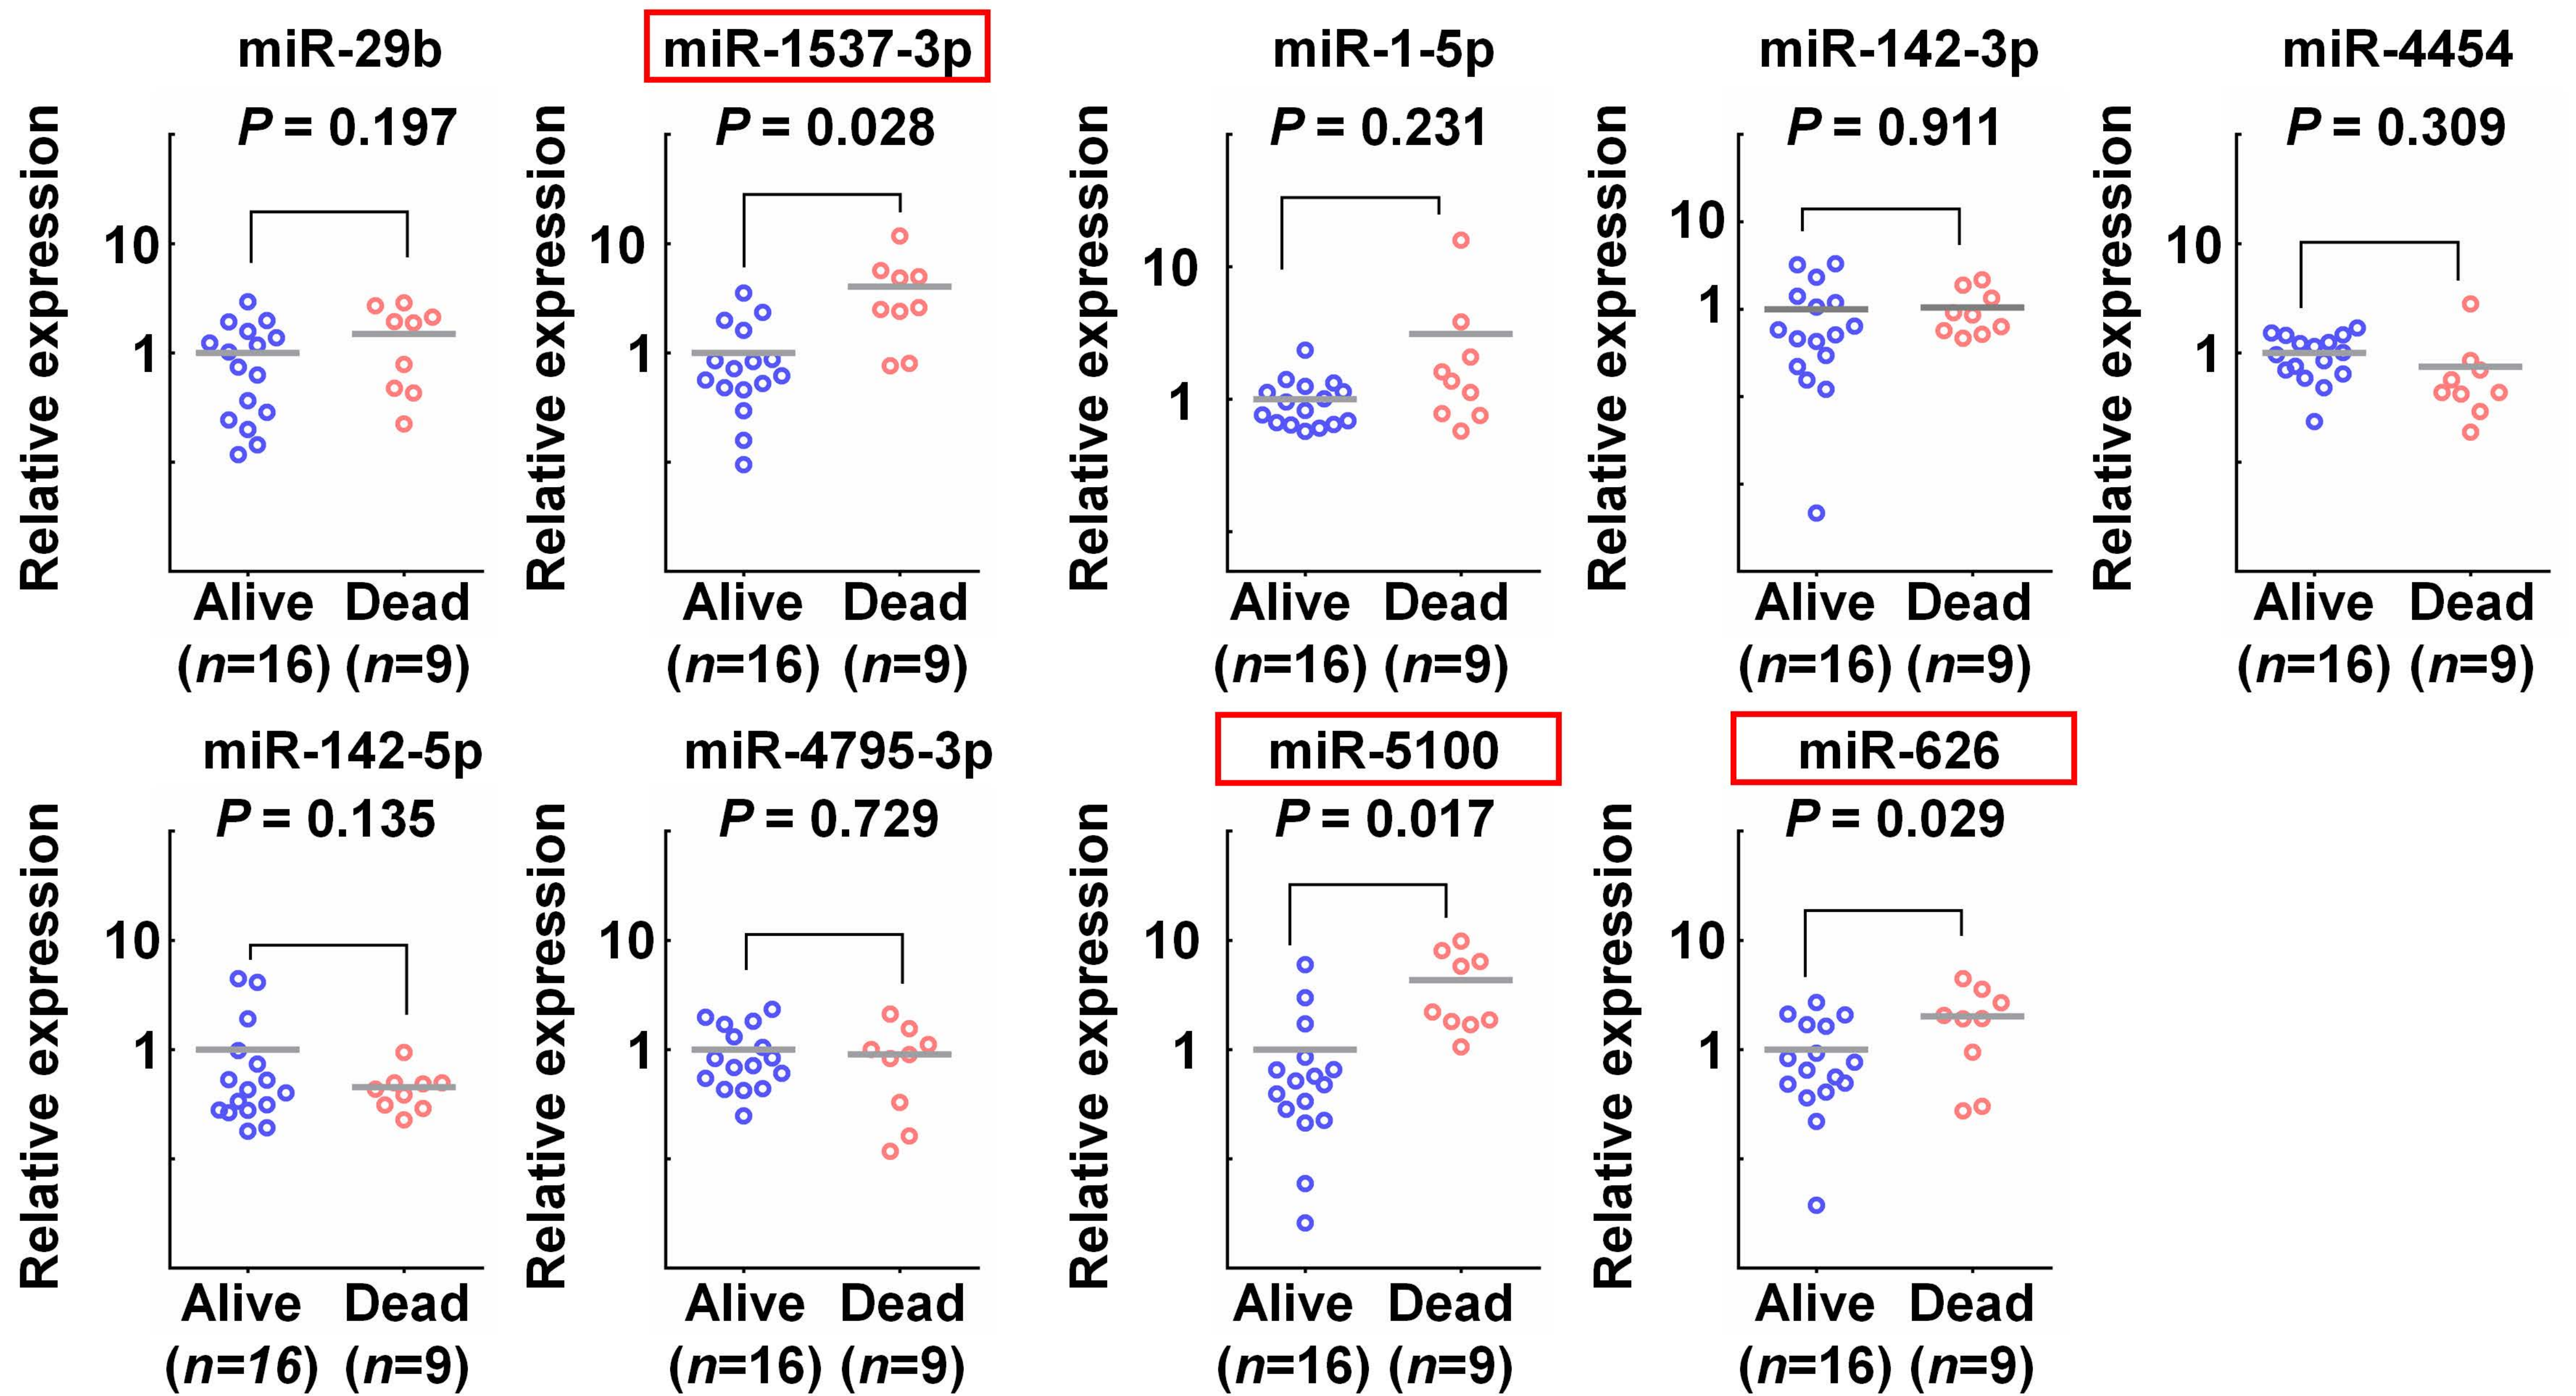 miR-29b
P = 0.197
Relative expression
10
1
Alive Dead
(n=16) (n=9)
miR-1537-3p
P = 0.028
Relative expression
10
1
Alive Dead
(n=16) (n=9)
miR-1-5p
P = 0.231
Relative expression
10
1
Alive Dead
(n=16) (n=9)
miR-142-3p
P = 0.911
Relative expression
10
1
Alive Dead
(n=16) (n=9)
miR-4454
P = 0.309
Relative expression
10
1
Alive Dead
(n=16) (n=9)
miR-142-5p
P = 0.135
Relative expression
10
1
Alive Dead
(n=16) (n=9)
miR-4795-3p
P = 0.729
Relative expression
10
1
Alive Dead
(n=16) (n=9)
miR-5100
P = 0.017
Relative expression
10
1
Alive Dead
(n=16) (n=9)
miR-626
P = 0.029
Relative expression
10
1
Alive Dead
(n=16) (n=9)